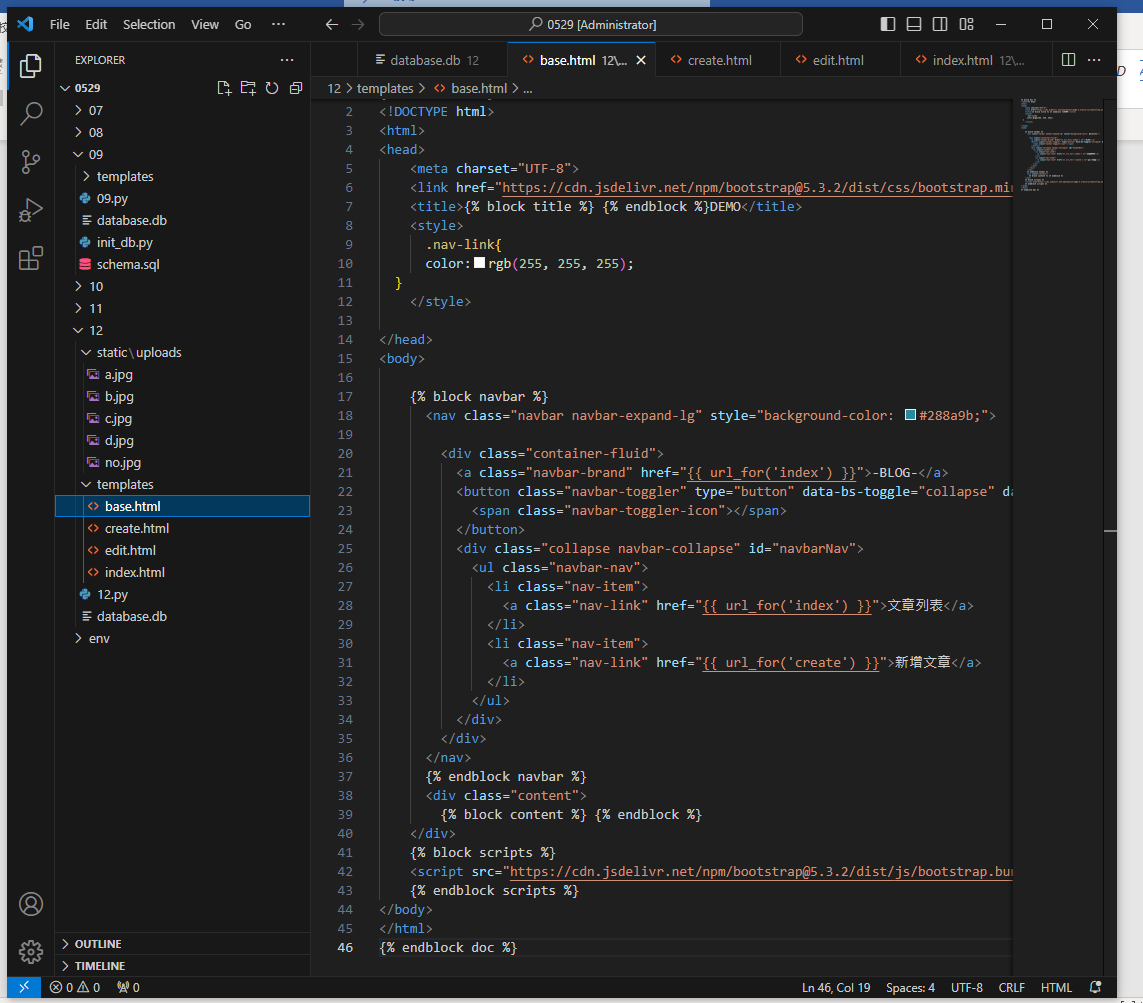 File Edit Selection View Go ··· 0529 [Administrator]
EXPLORER ···
0529
07
08
09
templates
09.py
database.db
init_db.py
schema.sql
10
11
12
static\uploads
a.jpg
b.jpg
c.jpg
d.jpg
no.jpg
templates
base.html
create.html
edit.html
index.html
12.py
database.db
env
OUTLINE
TIMELINE
database.db 12 base.html 12\... create.html edit.html index.html 12\... ···
12 > templates > base.html > ...
2 <!DOCTYPE html>
3 <html>
4 <head>
5 <meta charset="UTF-8">
6 <link href="https://cdn.jsdelivr.net/npm/bootstrap@5.3.2/dist/css/bootstrap.min
7 <title>{% block title %} {% endblock %}DEMO</title>
8 <style>
9 .nav-link{
10 color:rgb(255, 255, 255);
11 }
12 </style>
13
14 </head>
15 <body>
16
17 {% block navbar %}
18 <nav class="navbar navbar-expand-lg" style="background-color: #288a9b;">
19
20 <div class="container-fluid">
21 <a class="navbar-brand" href="{{ url_for('index') }}">-BLOG-</a>
22 <button class="navbar-toggler" type="button" data-bs-toggle="collapse" da
23 <span class="navbar-toggler-icon"></span>
24 </button>
25 <div class="collapse navbar-collapse" id="navbarNav">
26 <ul class="navbar-nav">
27 <li class="nav-item">
28 <a class="nav-link" href="{{ url_for('index') }}">文章列表</a>
29 </li>
30 <li class="nav-item">
31 <a class="nav-link" href="{{ url_for('create') }}">新增文章</a>
32 </li>
33 </ul>
34 </div>
35 </div>
36 </nav>
37 {% endblock navbar %}
38 <div class="content">
39 {% block content %} {% endblock %}
40 </div>
41 {% block scripts %}
42 <script src="https://cdn.jsdelivr.net/npm/bootstrap@5.3.2/dist/js/bootstrap.bun
43 {% endblock scripts %}
44 </body>
45 </html>
46 {% endblock doc %}
0 0 0 Ln 46, Col 19 Spaces: 4 UTF-8 CRLF HTML